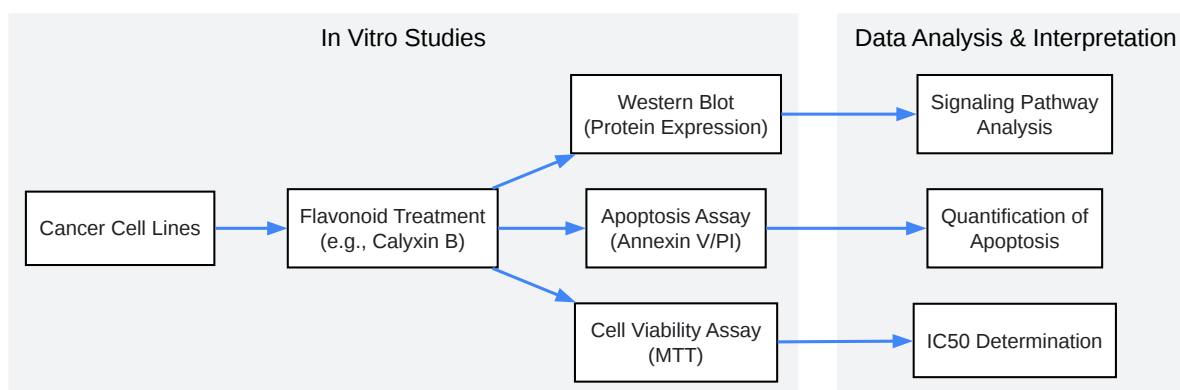 In Vitro Studies
Data Analysis & Interpretation
Western Blot
(Protein Expression)
Signaling Pathway
Analysis
Cancer Cell Lines
Flavonoid Treatment
(e.g., Calyxin B)
Apoptosis Assay
(Annexin V/PI)
Quantification of
Apoptosis
Cell Viability Assay
(MTT)
IC50 Determination